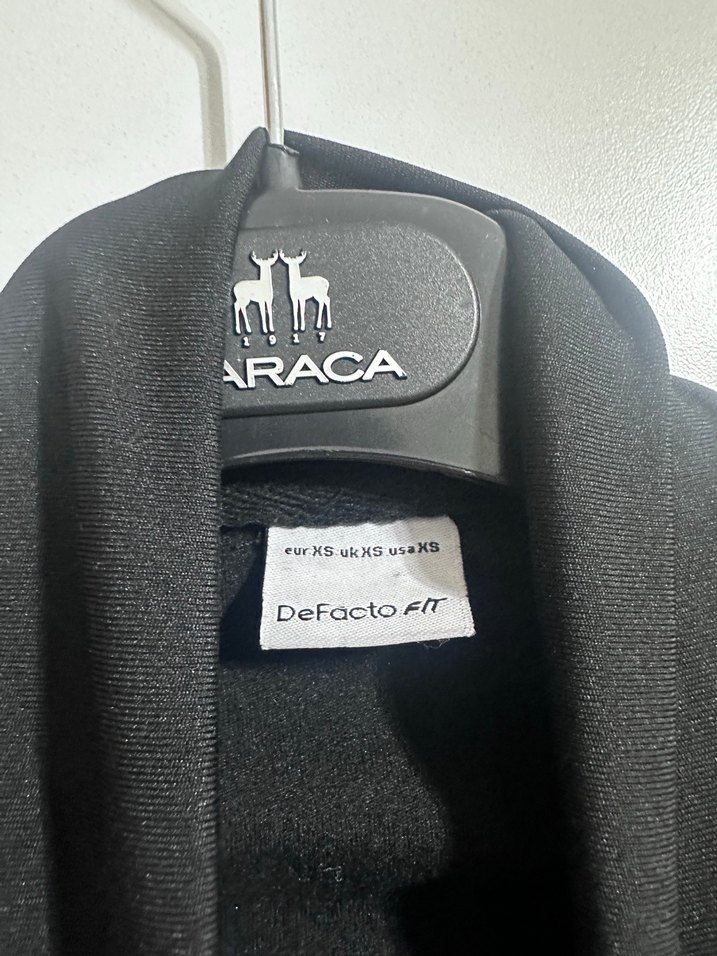 1917
ARACA
eur XS uk XS usa XS
DeFacto FIT